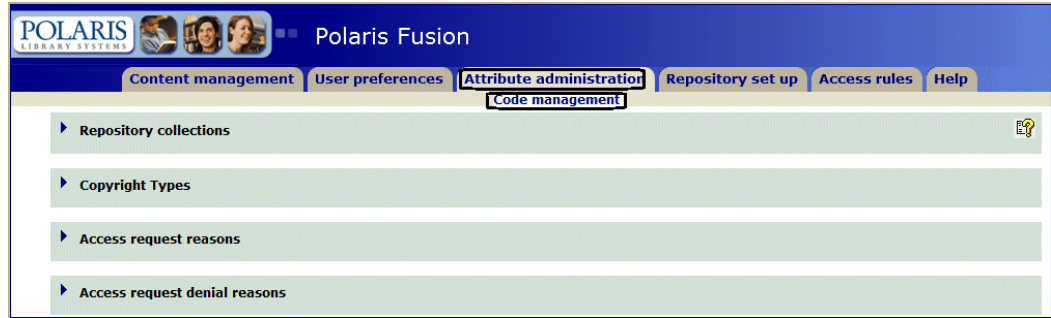 POLARIS
LIBRARY SYSTEMS
Polaris Fusion
Content management User preferences Attribute administration Repository set up Access rules Help
Code management
Repository collections
Copyright Types
Access request reasons
Access request denial reasons